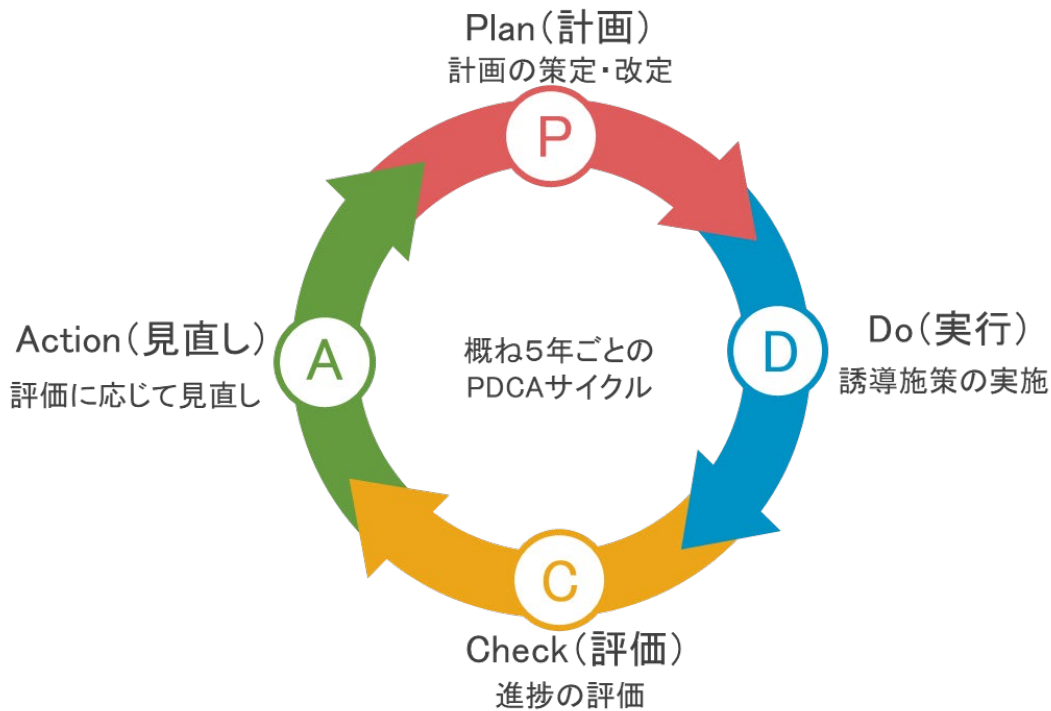 Plan（計画）
計画の策定・改定
P
Do（実行）
誘導施策の実施
D
Check（評価）
進捗の評価
C
Action（見直し）
評価に応じて見直し
A
概ね５年ごとの
PDCAサイクル